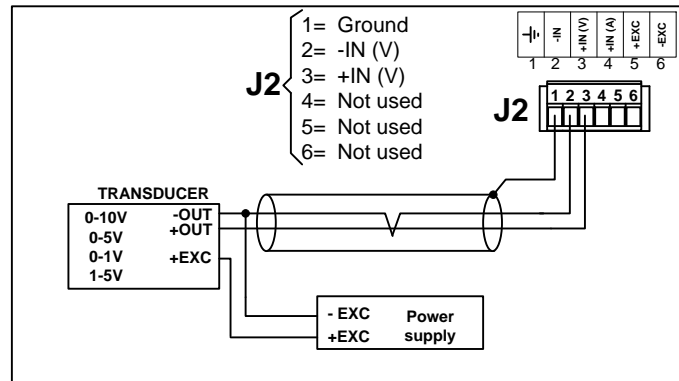 J2
1= Ground
2= -IN (V)
3= +IN (V)
4= Not used
5= Not used
6= Not used
-IN
+IN (V)
+IN (A)
+EXC
-EXC
1 2 3 4 5 6
J2
1 2 3 4 5 6
TRANSDUCER
0-10V -OUT
+OUT
0-5V
0-1V +EXC
1-5V
- EXC Power
+EXC supply